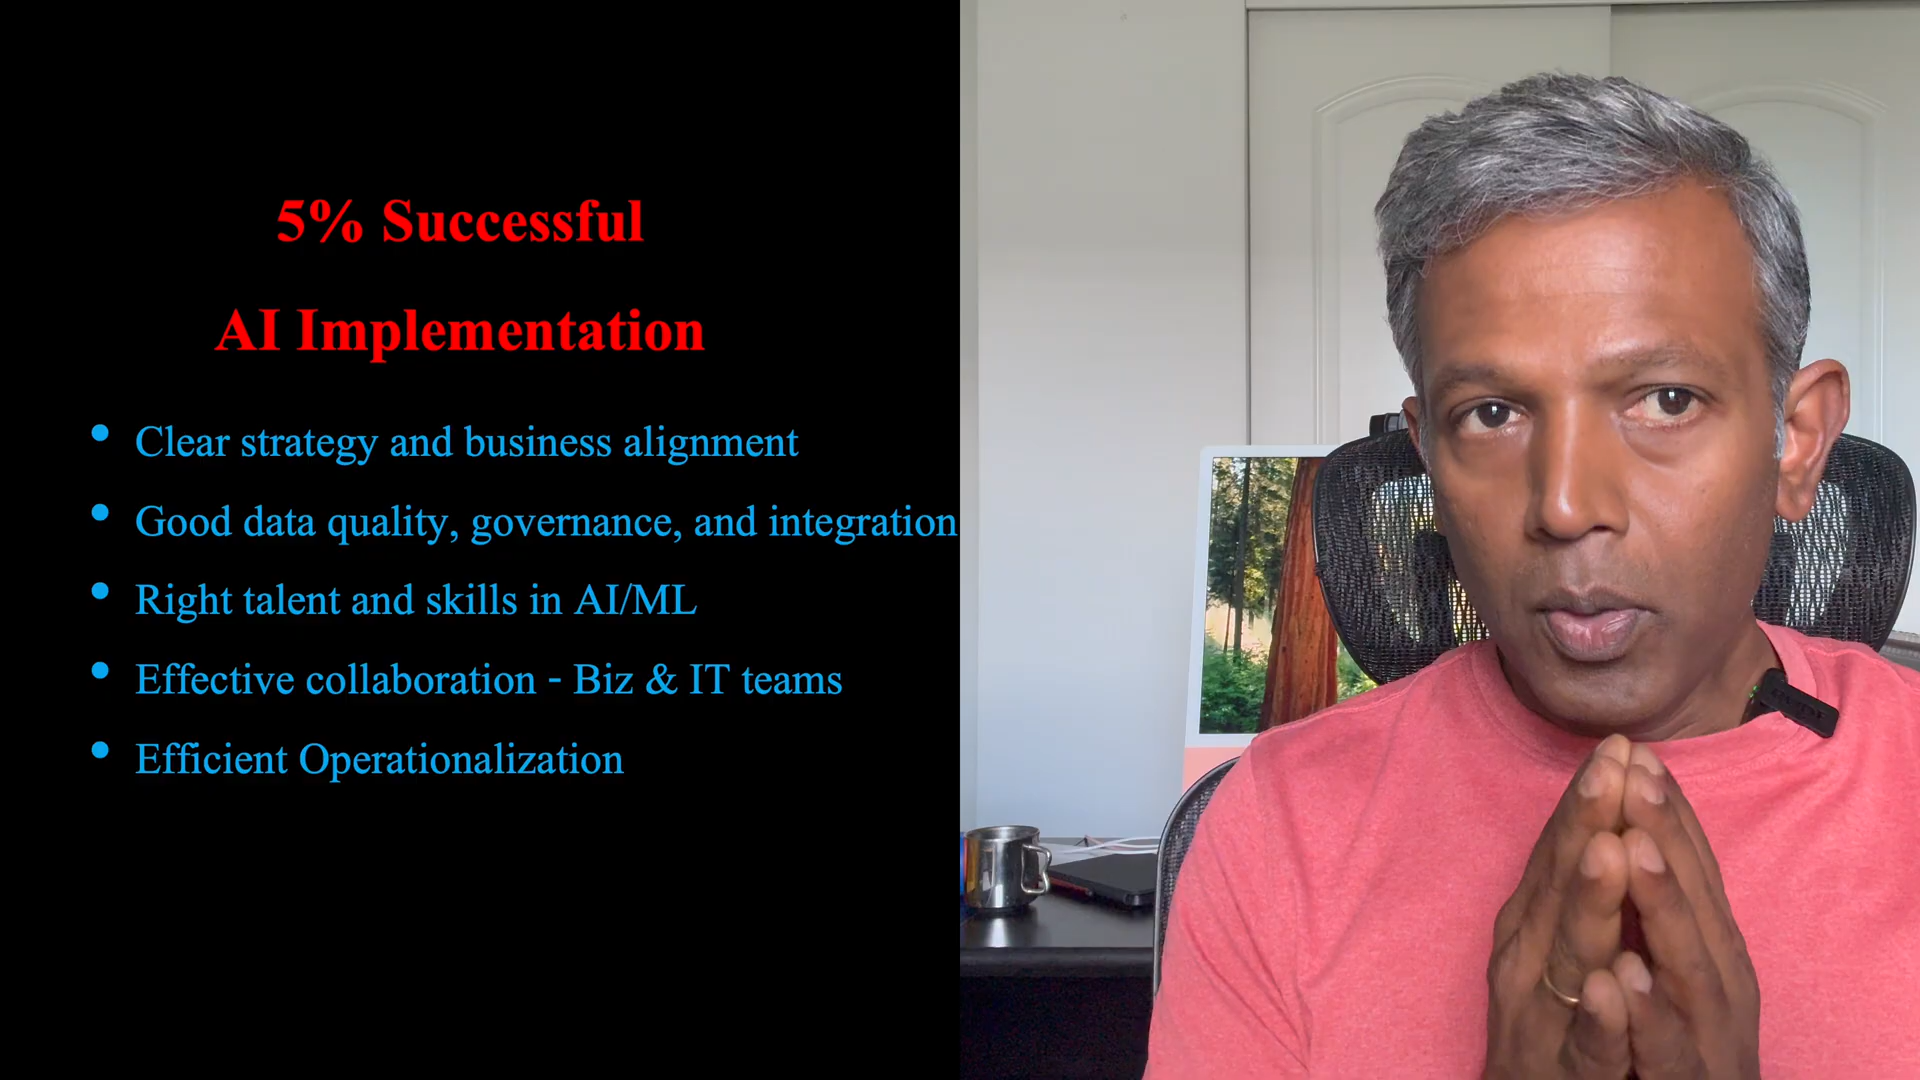 5% Successful
AI Implementation
• Clear strategy and business alignment
• Good data quality, governance, and integration
• Right talent and skills in AI/ML
• Effective collaboration - Biz & IT teams
• Efficient Operationalization